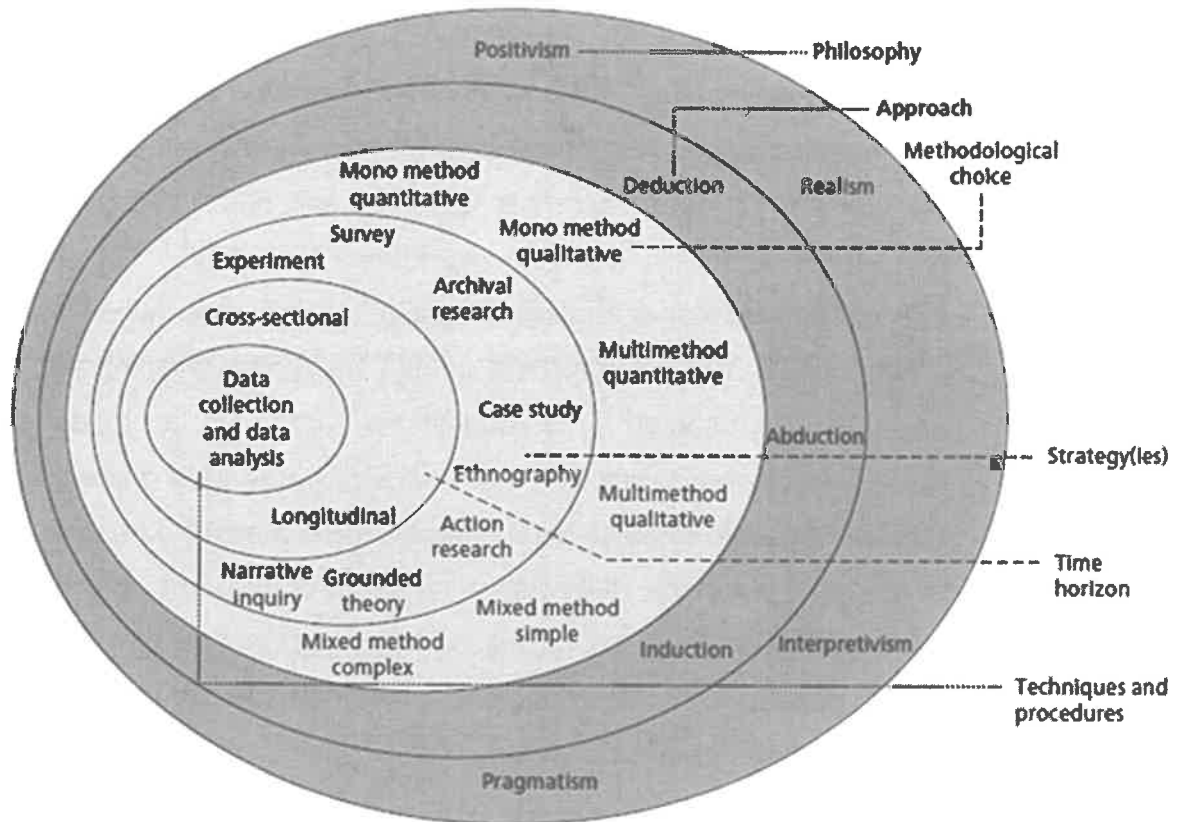 Positivism
Philosophy
Approach
Methodological
choice
Mono method
quantitative
Deduction
Realism
Survey
Mono method
qualitative
Experiment
Archival
research
Cross-sectional
Multimethod
quantitative
Data
collection
and data
analysis
Case study
Abduction
Strategy(ies)
Ethnography
Multimethod
qualitative
Longitudinal
Action
research
Time
horizon
Narrative
inquiry
Grounded
theory
Mixed method
simple
Mixed method
complex
Induction
Interpretivism
Techniques and
procedures
Pragmatism